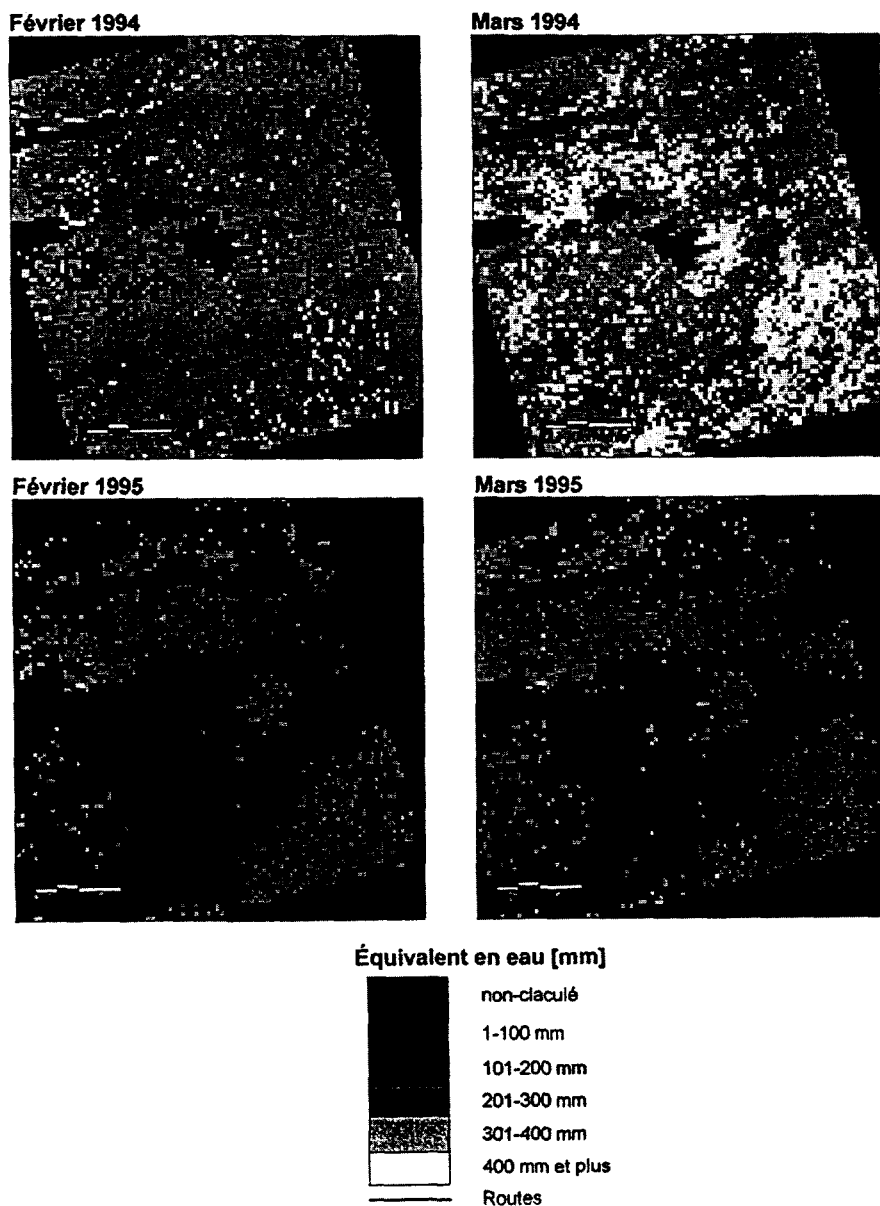 Février 1994
Mars 1994
Février 1995
Mars 1995
Équivalent en eau [mm]
non-claculé
1-100 mm
101-200 mm
201-300 mm
301-400 mm
400 mm et plus
Routes